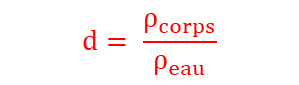 d = ρcorps / ρeau